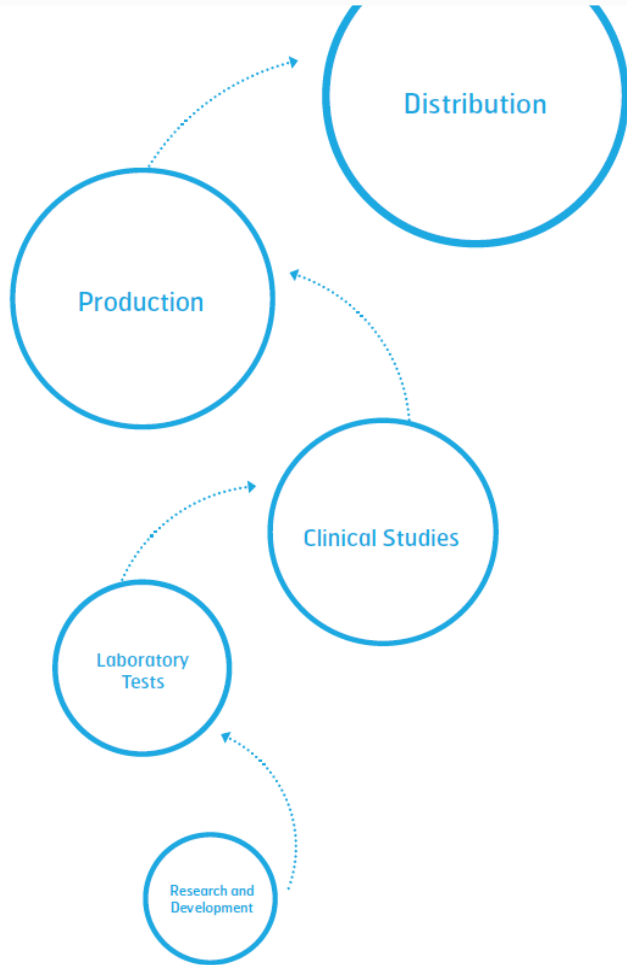 Distribution
Production
Clinical Studies
Laboratory
Tests
Research and
Development